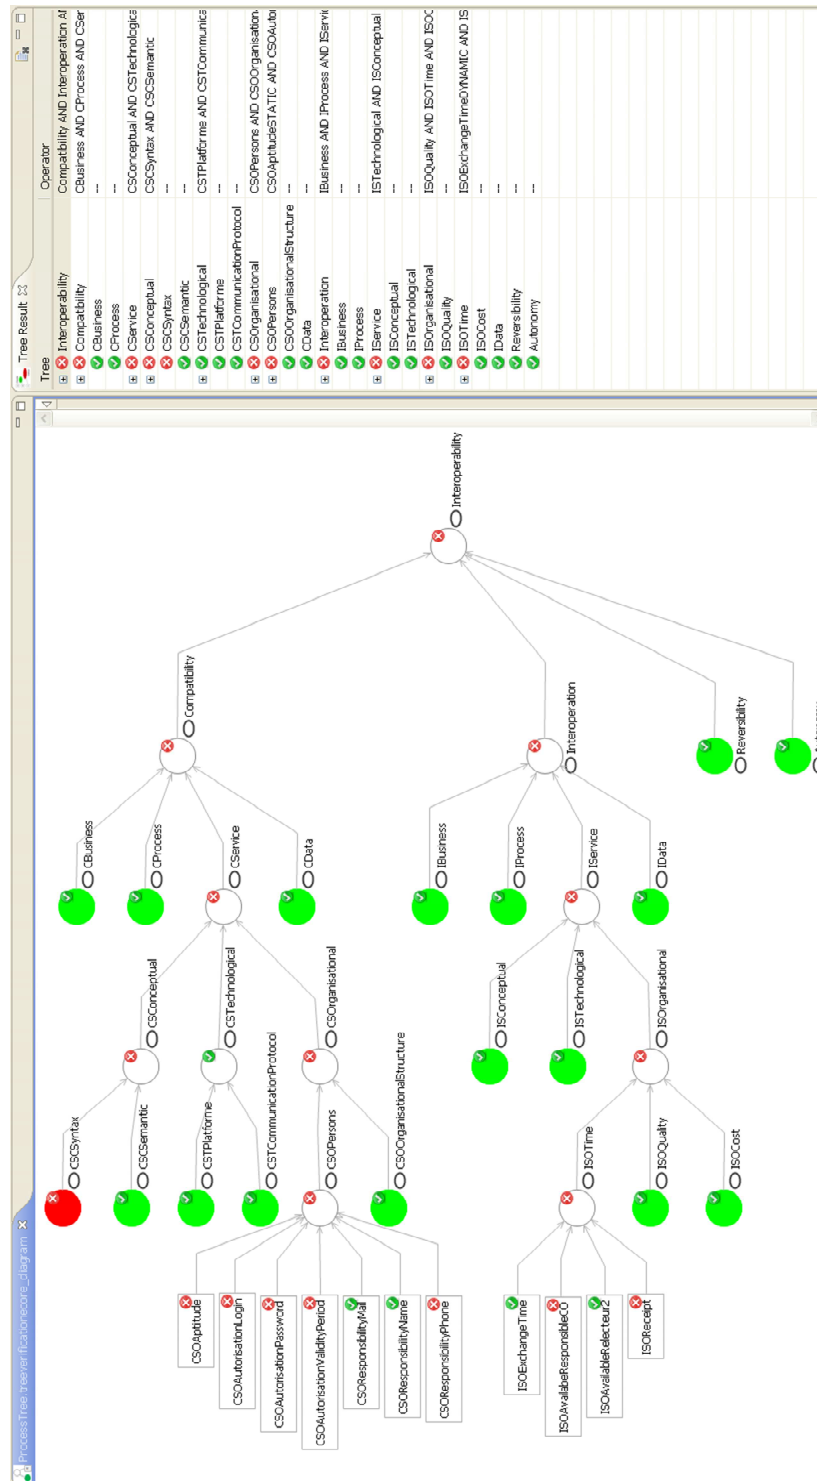 ProcessTree.treeverificationecore_diagram
Tree Result
Tree
Operator
Interoperability
Compatibility AND Interoperation AI
Compatibility
CBusiness AND CProcess AND CSer
CBusiness
--
CProcess
--
CService
CSConceptual AND CSTechnologica
CSConceptual
CSCSyntax AND CSCSemantic
CSCSyntax
--
CSCSemantic
--
CSTechnological
CSTPlatforme AND CSTCommunica
CSTPlatforme
--
CSTCommunicationProtocol
--
CSOrganisational
CSOPersons AND CSOOrganisation
CSOPersons
CSOAptitudeSTATIC AND CSOAutor
CSOOrganisationalStructure
--
CData
--
Interoperation
IBusiness AND IProcess AND IServic
IBusiness
--
IProcess
--
IService
ISTechnological AND ISConceptual
ISConceptual
--
ISTechnological
--
ISOrganisational
ISOQuality AND ISOTime AND ISOC
ISOQuality
--
ISOTime
ISOExchangeTimeDYNAMIC AND IS
ISOCost
--
IData
--
Reversibility
--
Autonomy
--
Interoperability
Compatibility
Interoperation
Reversibility
CBusiness
CProcess
CService
CData
IBusiness
IProcess
IService
IData
CSConceptual
CSTechnological
CSOrganisational
ISConceptual
ISTechnological
ISOrganisational
CSCSyntax
CSCSemantic
CSTPlatforme
CSTCommunicationProtocol
CSOPersons
CSOOrganisationalStructure
ISOTime
ISOQuality
ISOCost
CSOAptitude
CSOAutorisationLogin
CSOAutorisationPassword
CSOAutorisationValidityPeriod
CSOResponsibilityMail
CSOResponsibilityName
CSOResponsibilityPhone
ISOExchangeTime
ISOAvailabeResponsibleCO
ISOAvailableRelecteur2
ISOReceipt